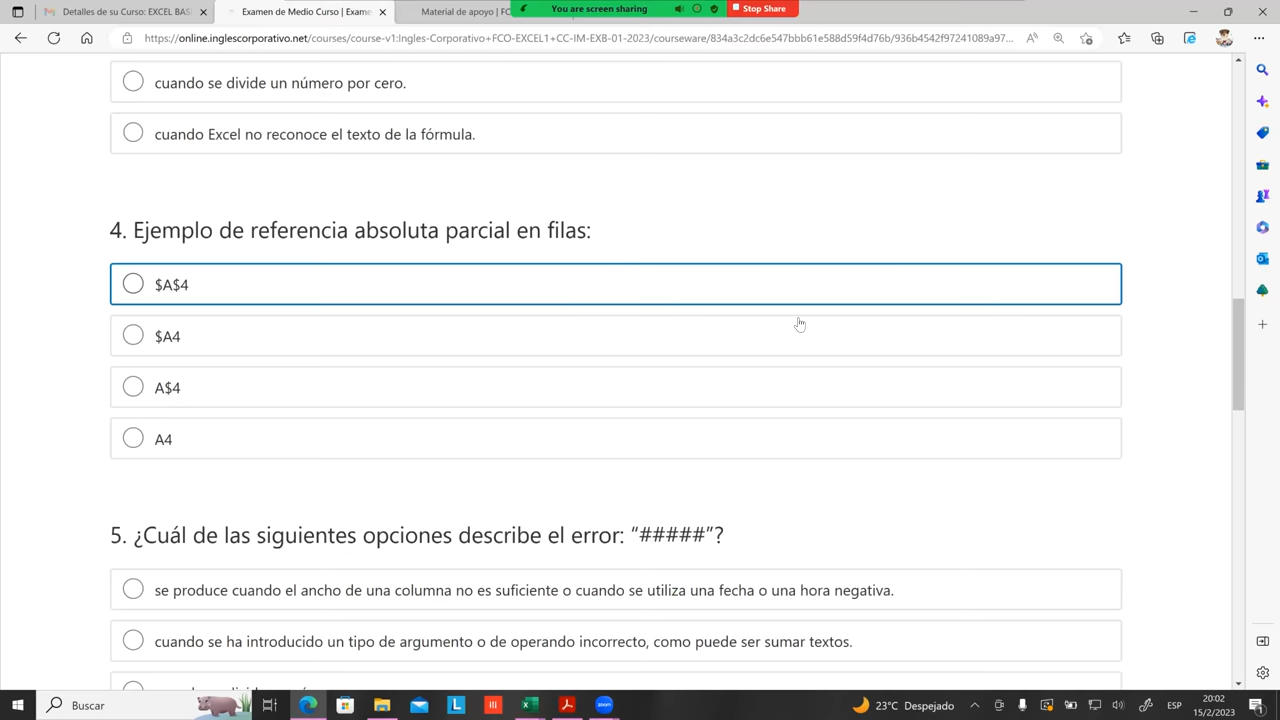 Detalles de su Curso: EXCEL BAS
Examen de Medio Curso | Exame
Material de apoyo | FC
You are screen sharing
Stop Share
https://online.inglescorporativo.net/courses/course-v1:Ingles-Corporativo+FCO-EXCEL1+CC-IM-EXB-01-2023/courseware/834a3c2dc6e547bbb61e588d59f4d76b/936b4542f97241089a97...
cuando se divide un número por cero.
cuando Excel no reconoce el texto de la fórmula.
4. Ejemplo de referencia absoluta parcial en filas:
$A$4
$A4
A$4
A4
5. ¿Cuál de las siguientes opciones describe el error: “#####”?
se produce cuando el ancho de una columna no es suficiente o cuando se utiliza una fecha o una hora negativa.
cuando se ha introducido un tipo de argumento o de operando incorrecto, como puede ser sumar textos.
Buscar
23°C Despejado
ESP
20:02
15/2/2023